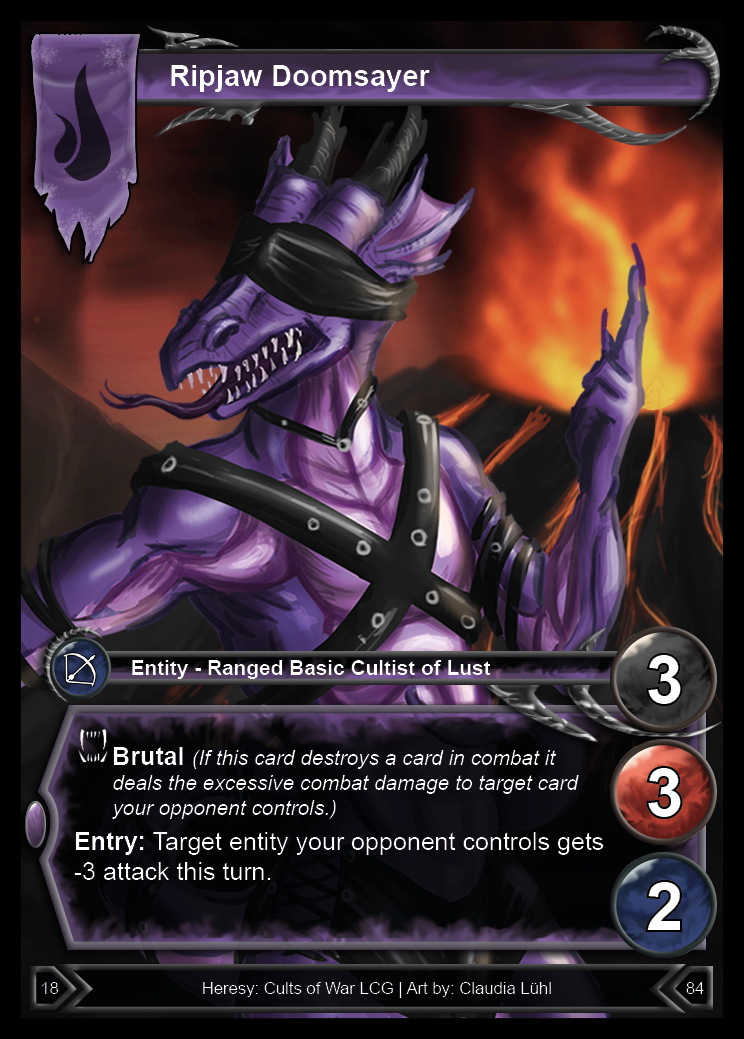 Ripjaw Doomsayer
Entity - Ranged Basic Cultist of Lust
3
Brutal (If this card destroys a card in combat it
deals the excessive combat damage to target card
your opponent controls.)
3
Entry: Target entity your opponent controls gets
-3 attack this turn.
2
18
Heresy: Cults of War LCG | Art by: Claudia Lühl
84